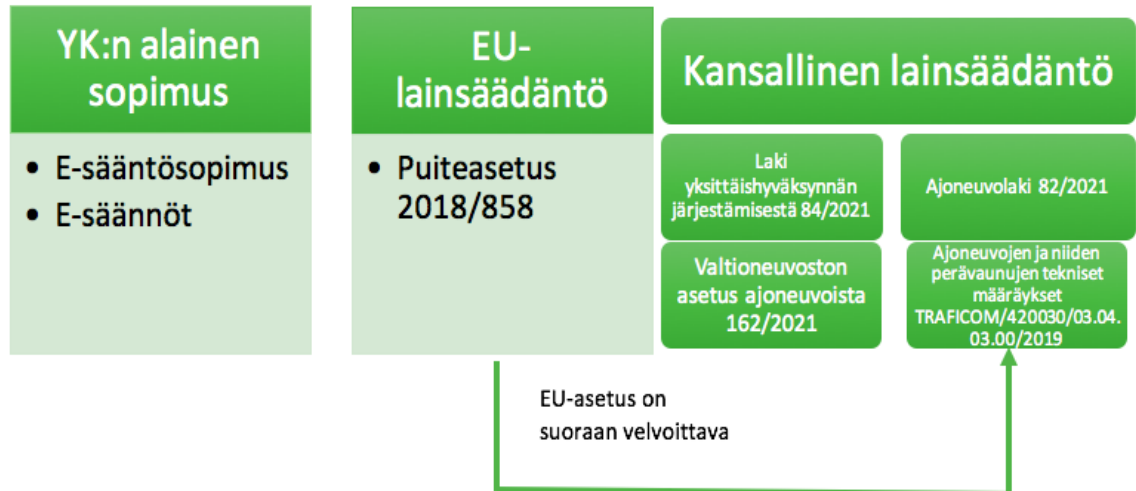 YK:n alainen
sopimus
• E-sääntösopimus
• E-säännöt
EU-
lainsäädäntö
• Puiteasetus
2018/858
Kansallinen lainsäädäntö
Laki
yksittäishyväksynnän
järjestämisestä 84/2021
Ajoneuvolaki 82/2021
Valtioneuvoston
asetus ajoneuvoista
162/2021
Ajoneuvojen ja niiden
perävaunujen tekniset
määräykset
TRAFICOM/420030/03.04.
03.00/2019
EU-asetus on
suoraan velvoittava